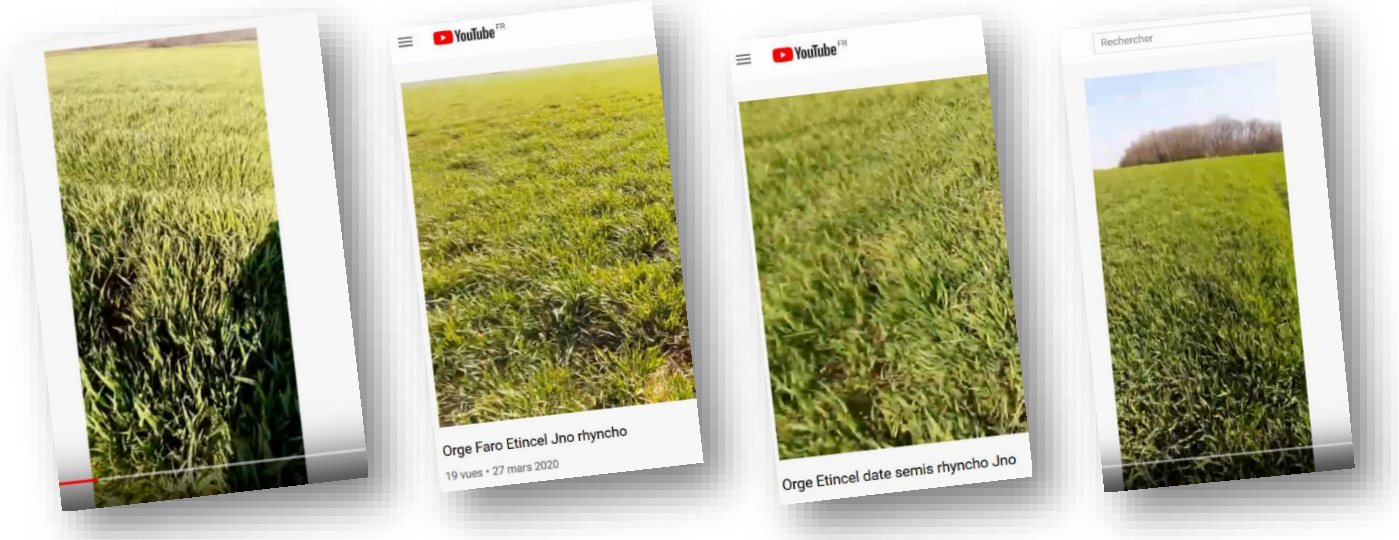 YouTube FR
Orge Faro Etincel Jno rhyncho
19 vues • 27 mars 2020
YouTube FR
Orge Etincel date semis rhyncho Jno
Rechercher